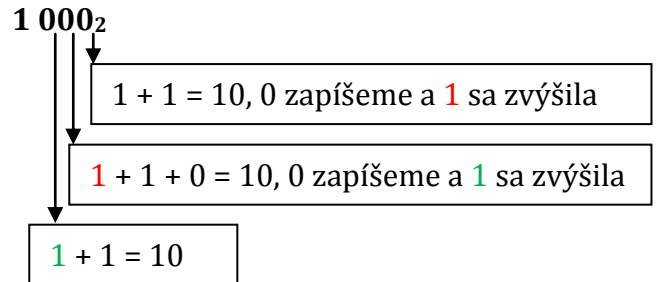 1 000₂
1 + 1 = 10, 0 zapíšeme a 1 sa zvýšila
1 + 1 + 0 = 10, 0 zapíšeme a 1 sa zvýšila
1 + 1 = 10